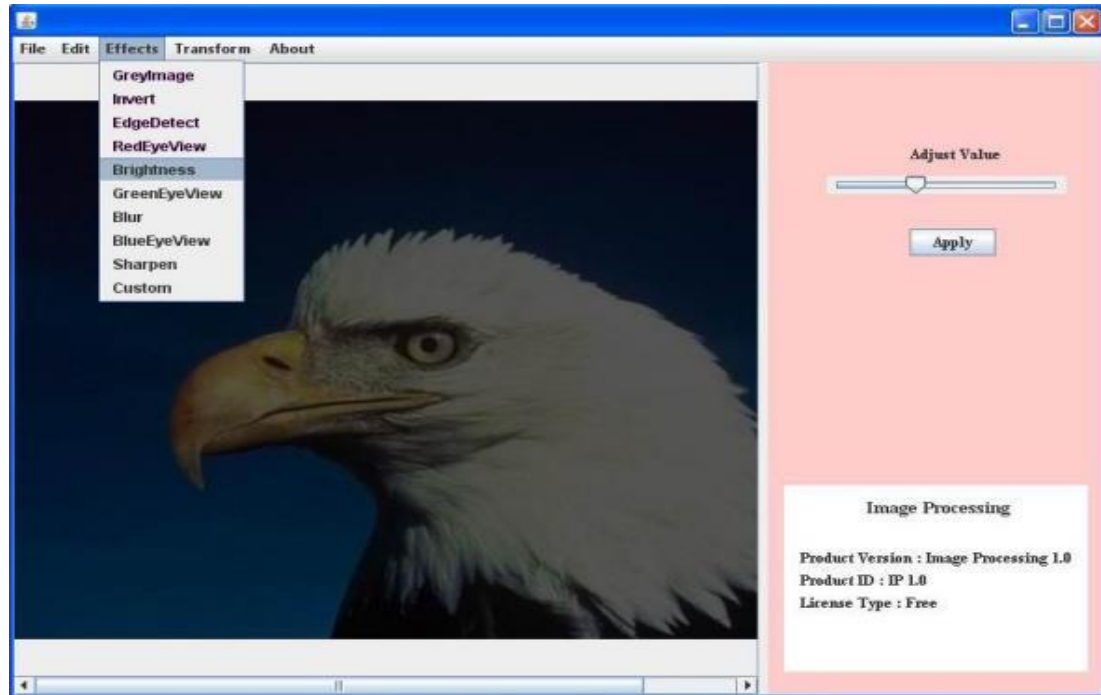 File Edit Effects Transform About
GreyImage
Invert
EdgeDetect
RedEyeView
Brightness
GreenEyeView
Blur
BlueEyeView
Sharpen
Custom
Adjust Value
Apply
Image Processing
Product Version : Image Processing 1.0
Product ID : IP 1.0
License Type : Free